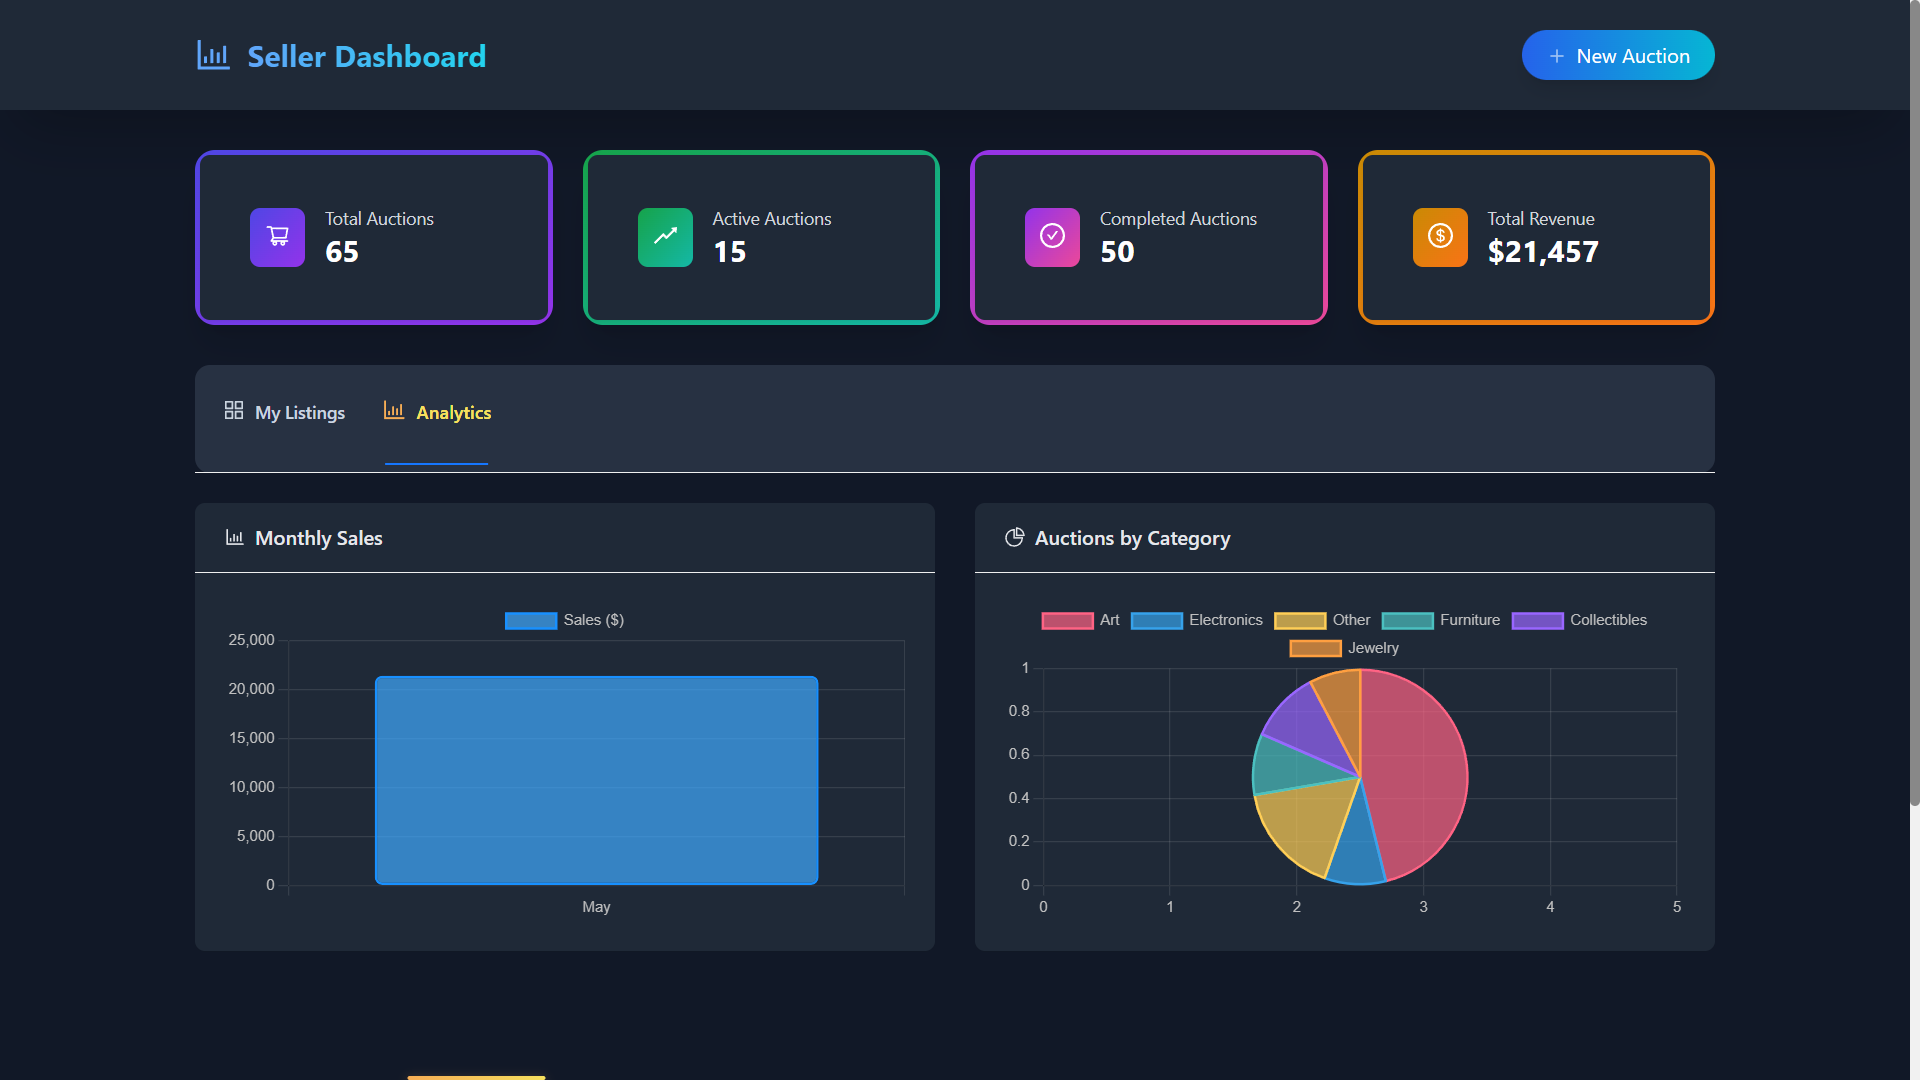 Seller Dashboard
New Auction
Total Auctions
65
Active Auctions
15
Completed Auctions
50
Total Revenue
$21,457
My Listings
Analytics
Monthly Sales
Sales ($)
25,000
20,000
15,000
10,000
5,000
0
May
Auctions by Category
Art Electronics Other Furniture Collectibles
Jewelry
1
0.8
0.6
0.4
0.2
0
0 1 2 3 4 5